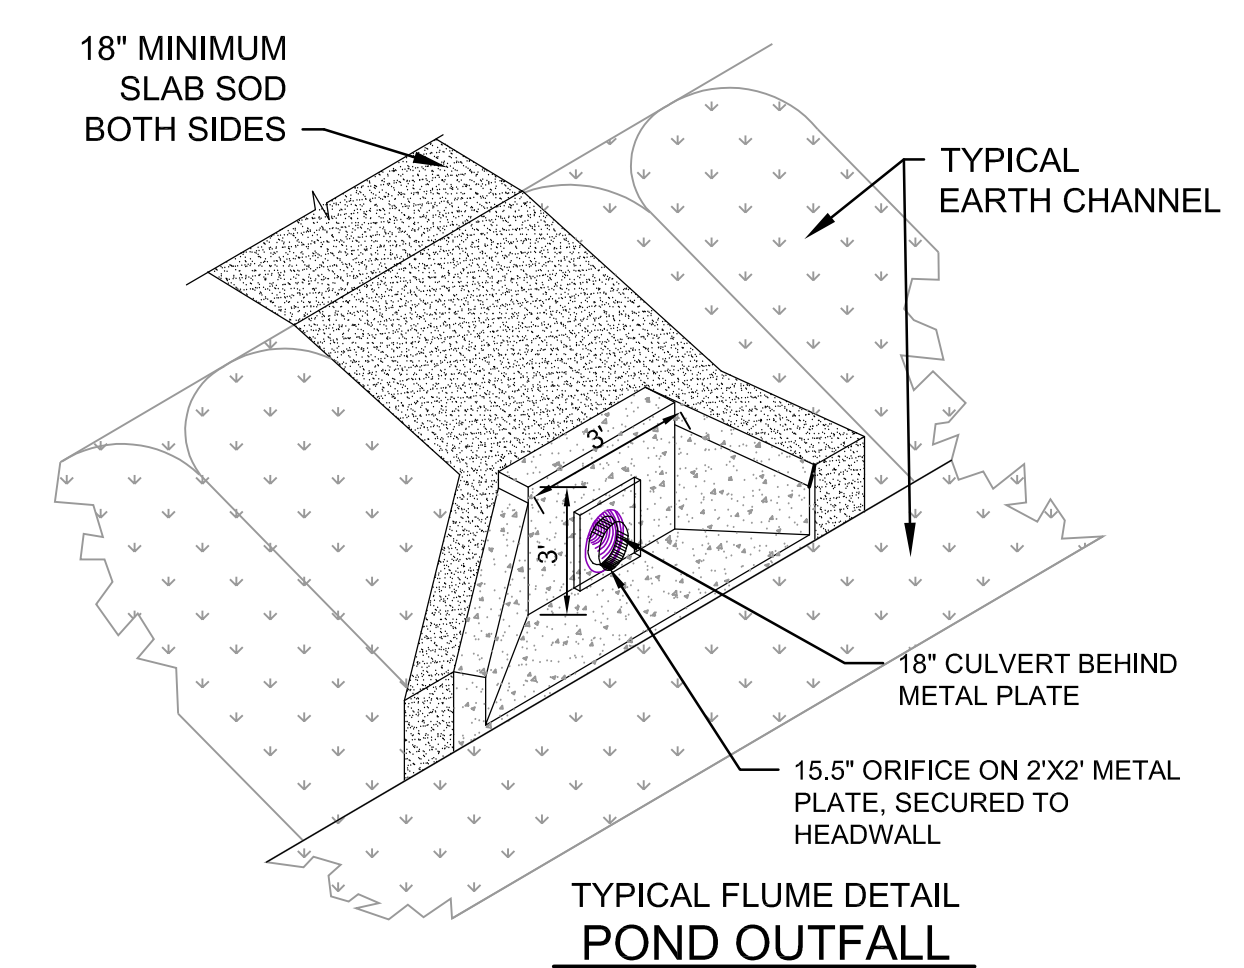 18" MINIMUM
SLAB SOD
BOTH SIDES
TYPICAL
EARTH CHANNEL
3'
3'
18" CULVERT BEHIND
METAL PLATE
15.5" ORIFICE ON 2'X2' METAL
PLATE, SECURED TO
HEADWALL
TYPICAL FLUME DETAIL
POND OUTFALL